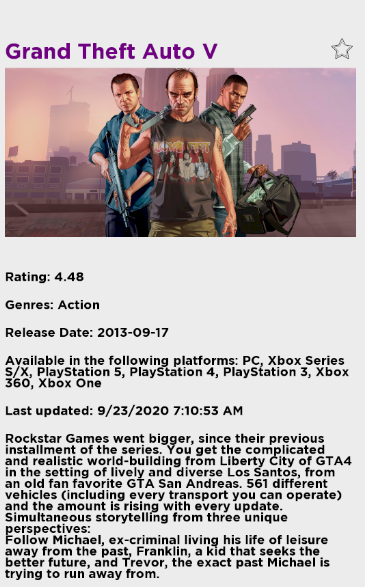 Grand Theft Auto V
Rating: 4.48
Genres: Action
Release Date: 2013-09-17
Available in the following platforms: PC, Xbox Series
S/X, PlayStation 5, PlayStation 4, PlayStation 3, Xbox
360, Xbox One
Last updated: 9/23/2020 7:10:53 AM
Rockstar Games went bigger, since their previous
installment of the series. You get the complicated
and realistic world-building from Liberty City of GTA4
in the setting of lively and diverse Los Santos, from
an old fan favorite GTA San Andreas. 561 different
vehicles (including every transport you can operate)
and the amount is rising with every update.
Simultaneous storytelling from three unique
perspectives:
Follow Michael, ex-criminal living his life of leisure
away from the past, Franklin, a kid that seeks the
better future, and Trevor, the exact past Michael is
trying to run away from.